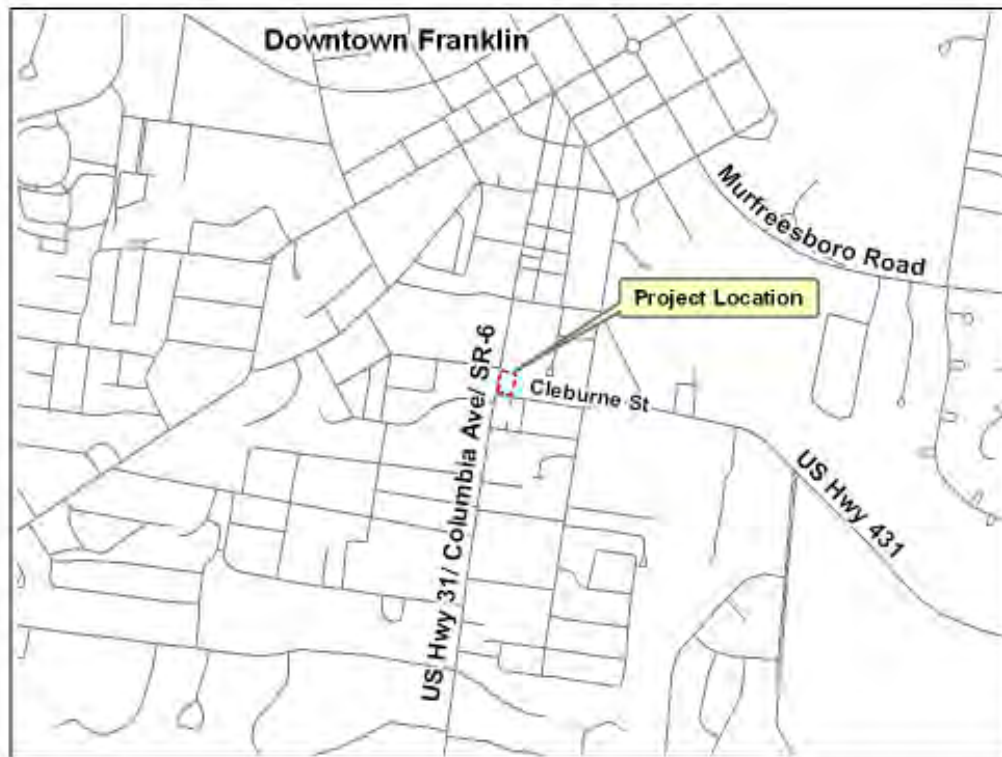 Downtown Franklin
Murfreesboro Road
Project Location
Cleburne St
US Hwy 31/ Columbia Ave/ SR-6
US Hwy 431